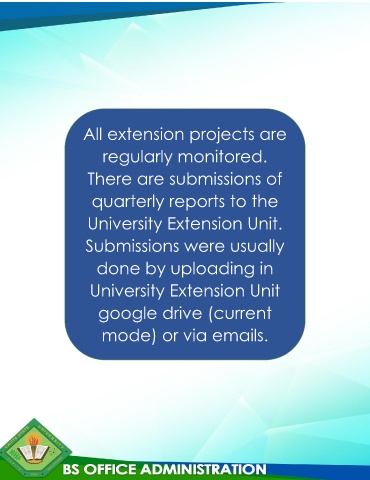 All extension projects are
regularly monitored.
There are submissions of
quarterly reports to the
University Extension Unit.
Submissions were usually
done by uploading in
University Extension Unit
google drive (current
mode) or via emails.
BS OFFICE ADMINISTRATION